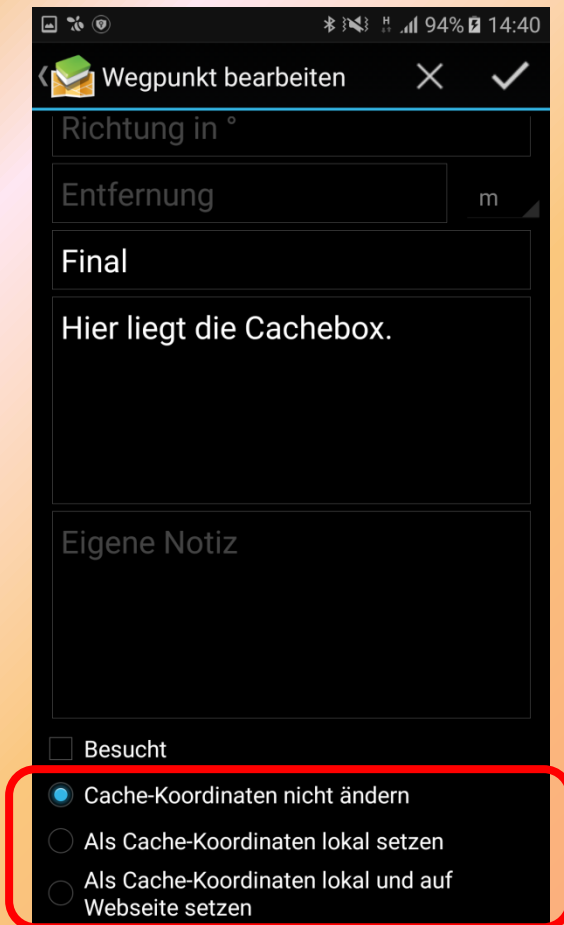 94% 14:40
Wegpunkt bearbeiten
Richtung in °
Entfernung
m
Final
Hier liegt die Cachebox.
Eigene Notiz
Besucht
Cache-Koordinaten nicht ändern
Als Cache-Koordinaten lokal setzen
Als Cache-Koordinaten lokal und auf
Webseite setzen